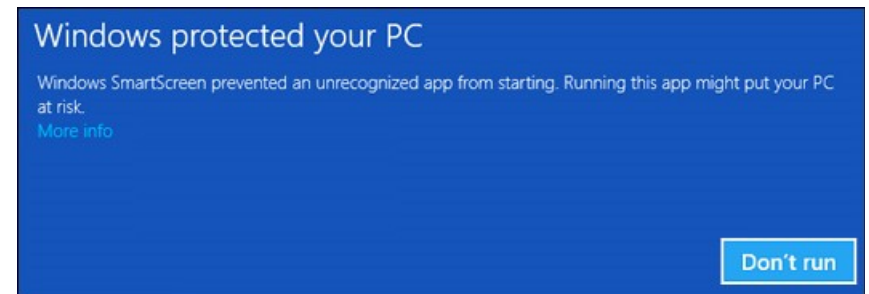 Windows protected your PC
Windows SmartScreen prevented an unrecognized app from starting. Running this app might put your PC
at risk.
More info
Don't run